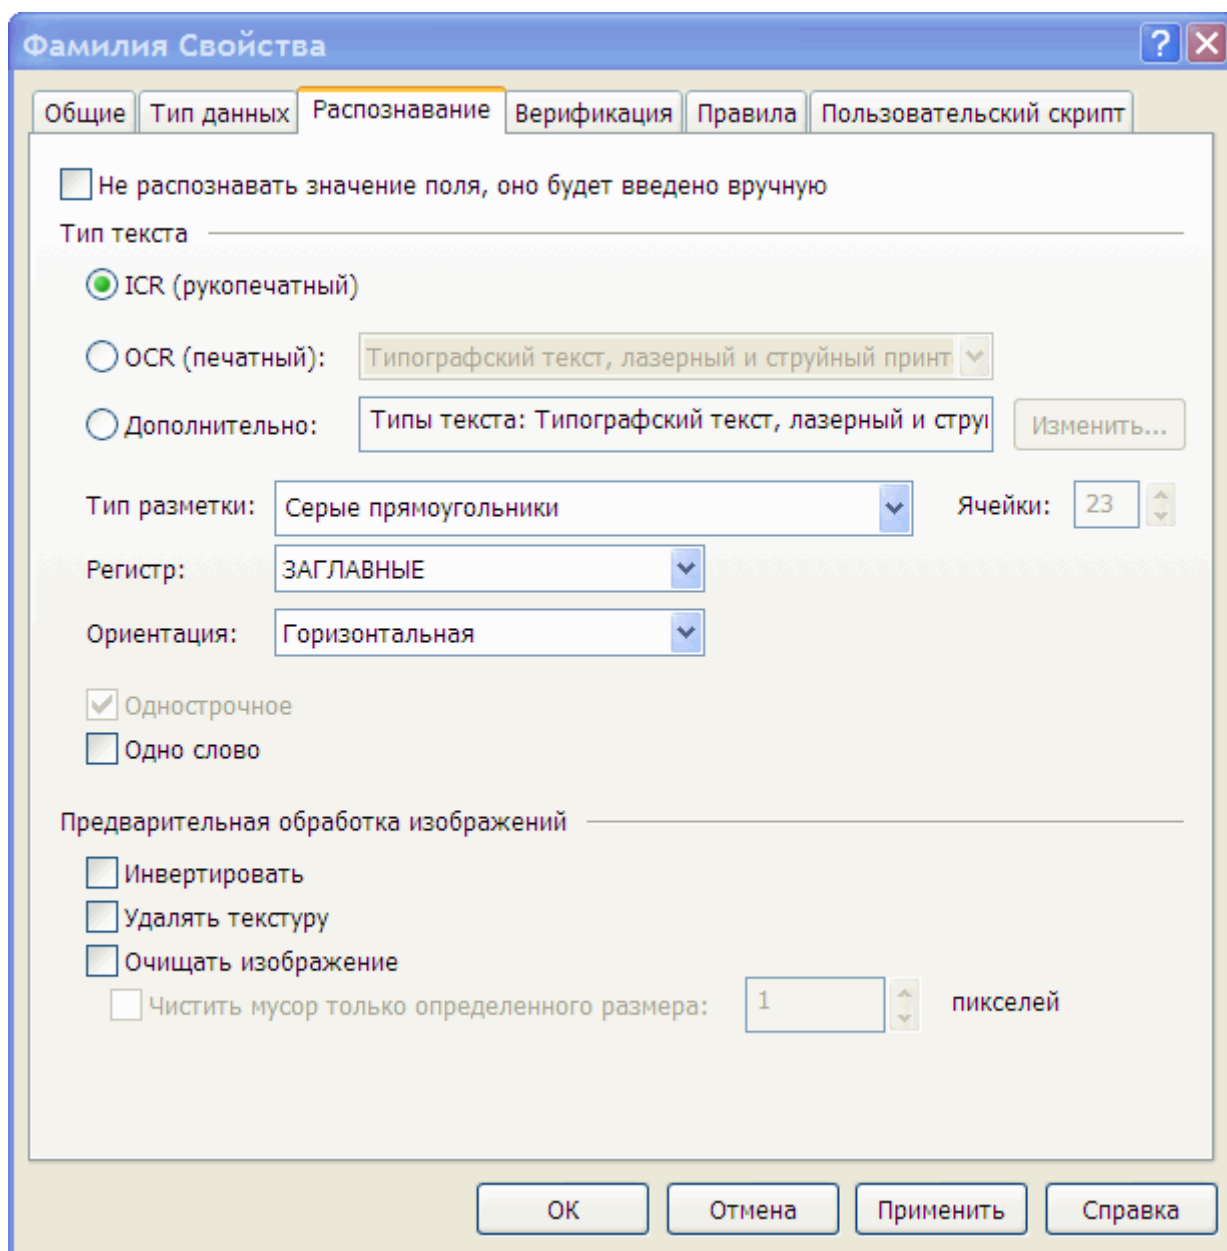 Фамилия Свойства
Общие Тип данных Распознавание Верификация Правила Пользовательский скрипт
Не распознавать значение поля, оно будет введено вручную
Тип текста
ICR (рукопечатный)
OCR (печатный): Типографский текст, лазерный и струйный принт
Дополнительно: Типы текста: Типографский текст, лазерный и стру Изменить...
Тип разметки: Серые прямоугольники Ячейки: 23
Регистр: ЗАГЛАВНЫЕ
Ориентация: Горизонтальная
Однострочное
Одно слово
Предварительная обработка изображений
Инвертировать
Удалять текстуру
Очищать изображение
Чистить мусор только определенного размера: 1 пикселей
ОК Отмена Применить Справка